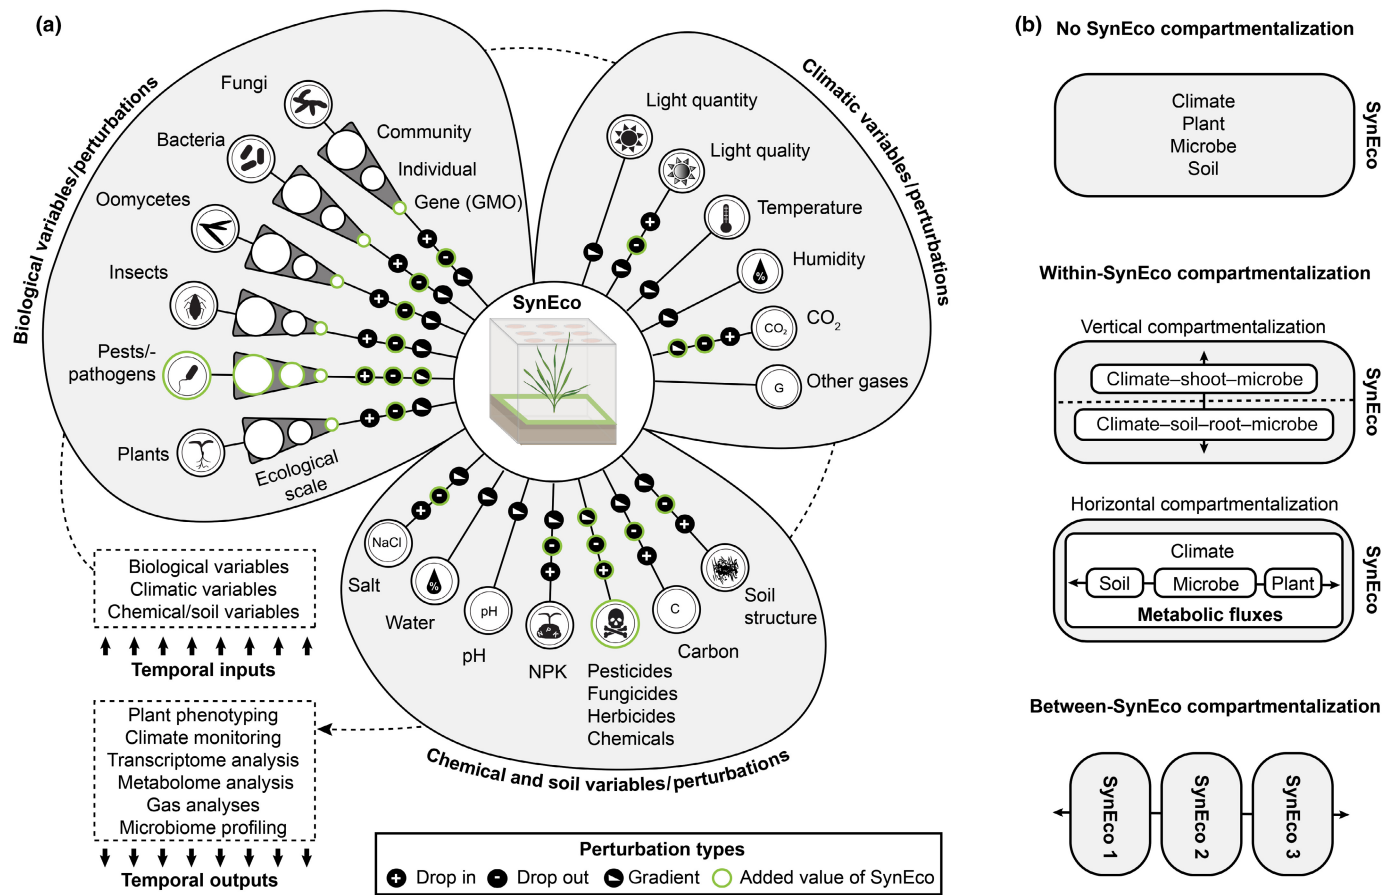 (a)
Biological variables/perturbations
Fungi
Bacteria
Oomycetes
Insects
Pests/-
pathogens
Plants
Community
Individual
Gene (GMO)
Ecological
scale
Climatic variables/perturbations
Light quantity
Light quality
Temperature
Humidity
%
CO2
CO2
Other gases
G
SynEco
NaCl
Salt
%
Water
pH
pH
NPK
Pesticides
Fungicides
Herbicides
Chemicals
C
Carbon
Soil
structure
Chemical and soil variables/perturbations
Biological variables
Climatic variables
Chemical/soil variables
Temporal inputs
Plant phenotyping
Climate monitoring
Transcriptome analysis
Metabolome analysis
Gas analyses
Microbiome profiling
Temporal outputs
Perturbation types
Drop in
Drop out
Gradient
Added value of SynEco
(b)
No SynEco compartmentalization
Climate
Plant
Microbe
Soil
SynEco
Within-SynEco compartmentalization
Vertical compartmentalization
Climate–shoot–microbe
Climate–soil–root–microbe
SynEco
Horizontal compartmentalization
Climate
Soil
Microbe
Plant
Metabolic fluxes
SynEco
Between-SynEco compartmentalization
SynEco 1
SynEco 2
SynEco 3